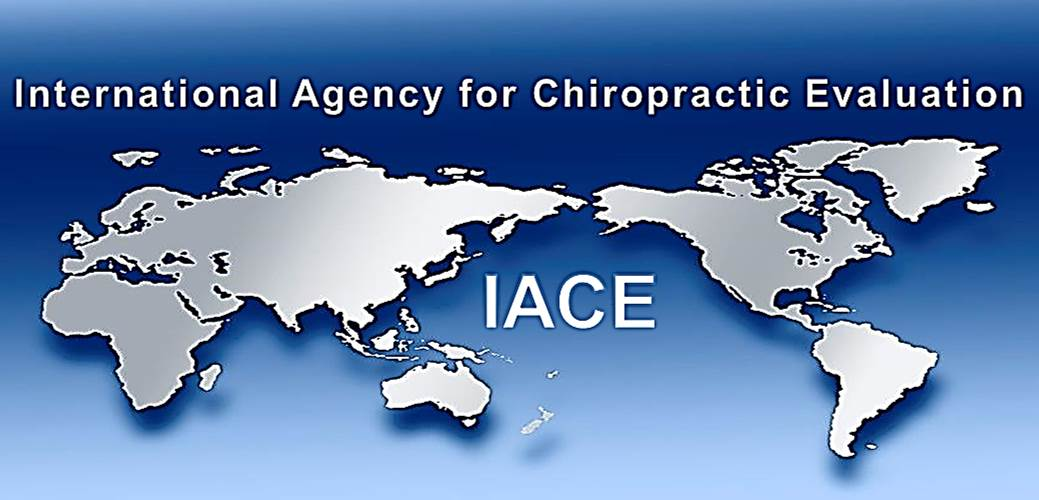 International Agency for Chiropractic Evaluation
IACE